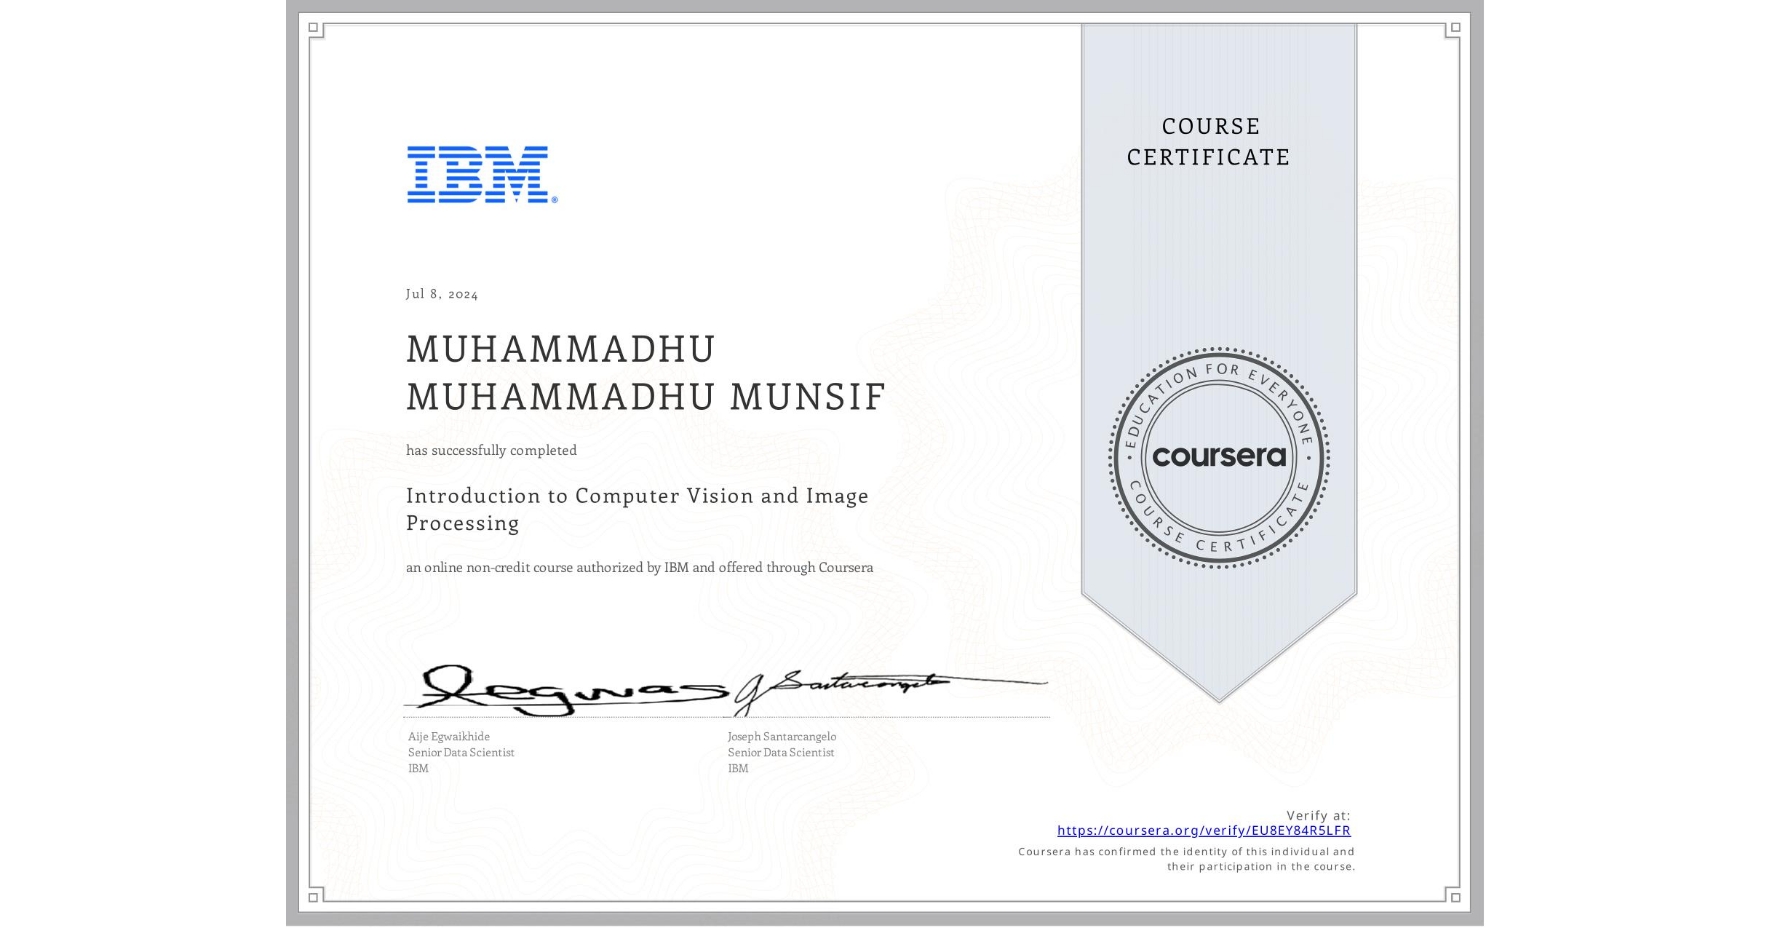 IBM®
Jul 8, 2024
MUHAMMADHU
MUHAMMADHU MUNSIF
has successfully completed
Introduction to Computer Vision and Image
Processing
an online non-credit course authorized by IBM and offered through Coursera
Aije Egwaikhide
Senior Data Scientist
IBM
Joseph Santarcangelo
Senior Data Scientist
IBM
COURSE
CERTIFICATE
EDUCATION FOR EVERYONE
coursera
COURSE CERTIFICATE
Verify at:
https://coursera.org/verify/EU8EY84R5LFR
Coursera has confirmed the identity of this individual and
their participation in the course.